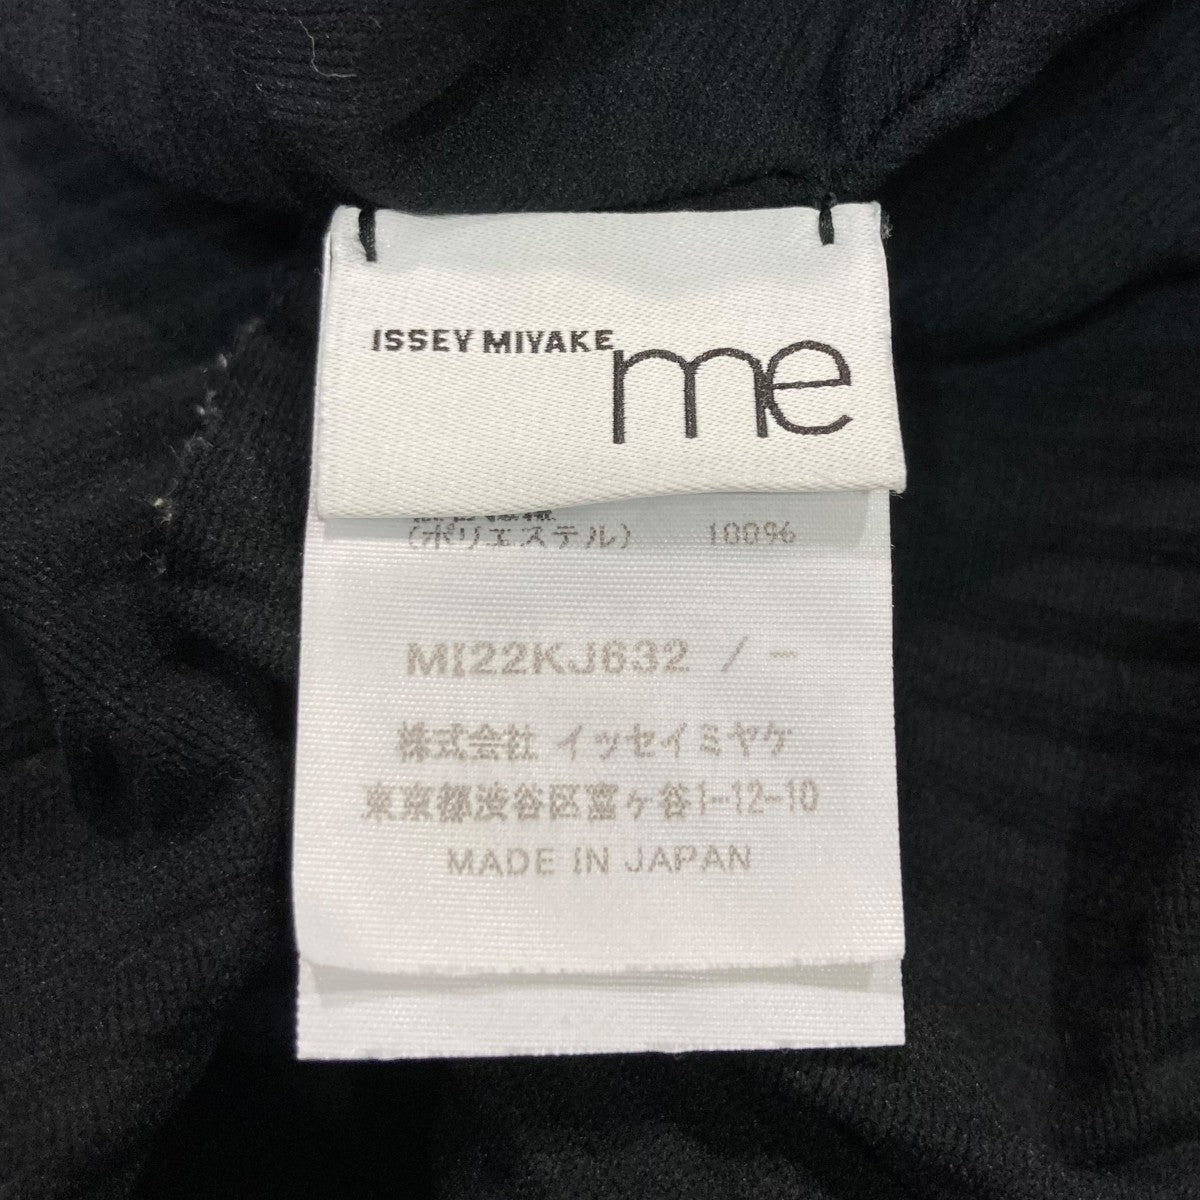 ISSEY MIYAKE me
(ポリエステル) 100%
MI22KJ632 / -
株式会社 イッセイミヤケ
東京都渋谷区富ヶ谷1-12-10
MADE IN JAPAN